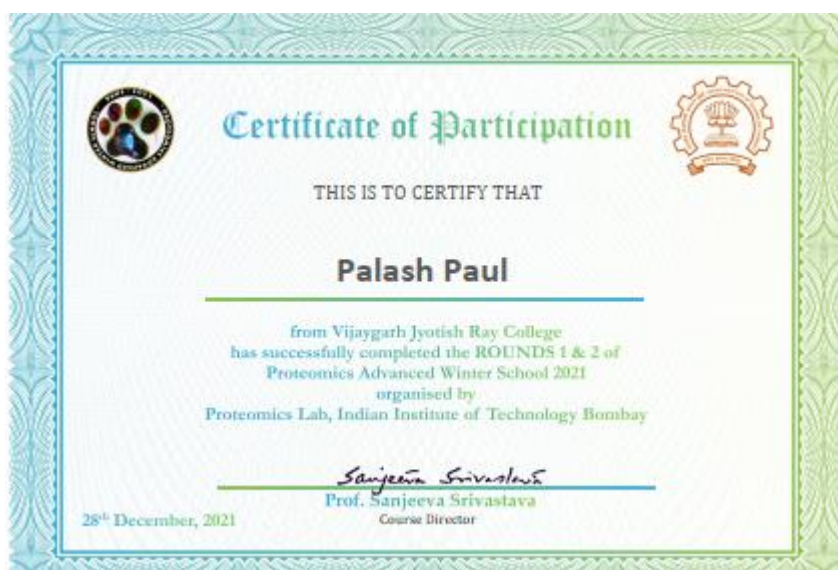 Certificate of Participation
THIS IS TO CERTIFY THAT
Palash Paul
from Vijaygarh Jyotish Ray College
has successfully completed the ROUNDS 1 & 2 of
Proteomics Advanced Winter School 2021
organised by
Proteomics Lab, Indian Institute of Technology Bombay
Sanjeeva Srivastava
Prof. Sanjeeva Srivastava
28th December, 2021
Course Director